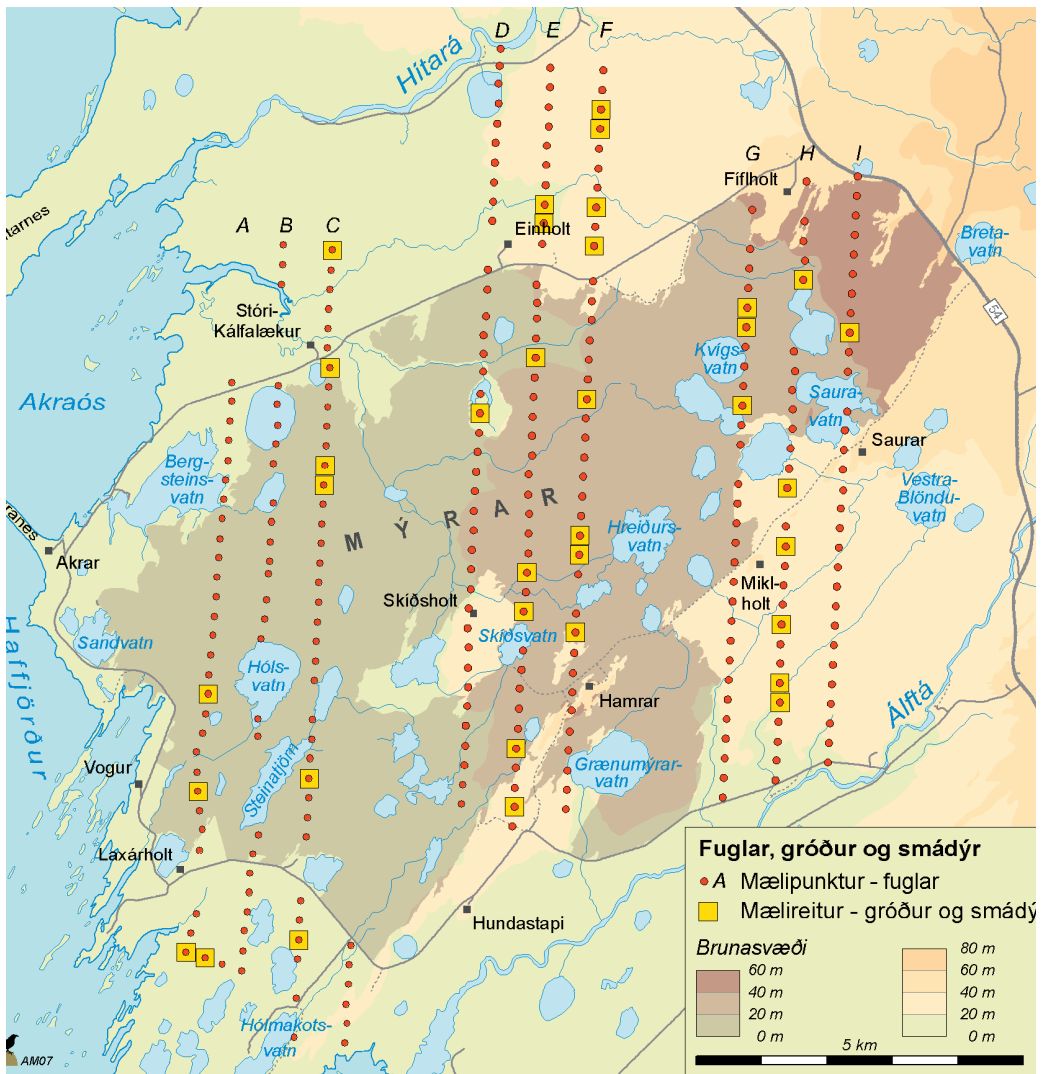 D E F
Hítará
G H I
Fíflholt
tarnes
A B C
Einholt
Breta-
vatn
Stóri-
Kálfalækur
54
Kvígs-
vatn
Akraós
Saura-
vatn
Saurar
Berg-
steins-
vatn
Vestra-
Blöndu-
vatn
MÝRAR
Hreiðurs-
vatn
ranes
Akrar
Mikl-
holt
Skíðsholt
Skíðsvatn
Sandvatn
Haffjörður
Hóls-
vatn
Hamrar
Álftá
Vogur
Steinatjörn
Grænumýrar-
vatn
Laxárholt
Hundastapi
Hólmakots-
vatn
AM07
Fuglar, gróður og smádýr
A Mælipunktur - fuglar
Mælireitur - gróður og smádý
Brunasvæði
60 m
40 m
20 m
0 m
80 m
60 m
40 m
20 m
0 m
5 km